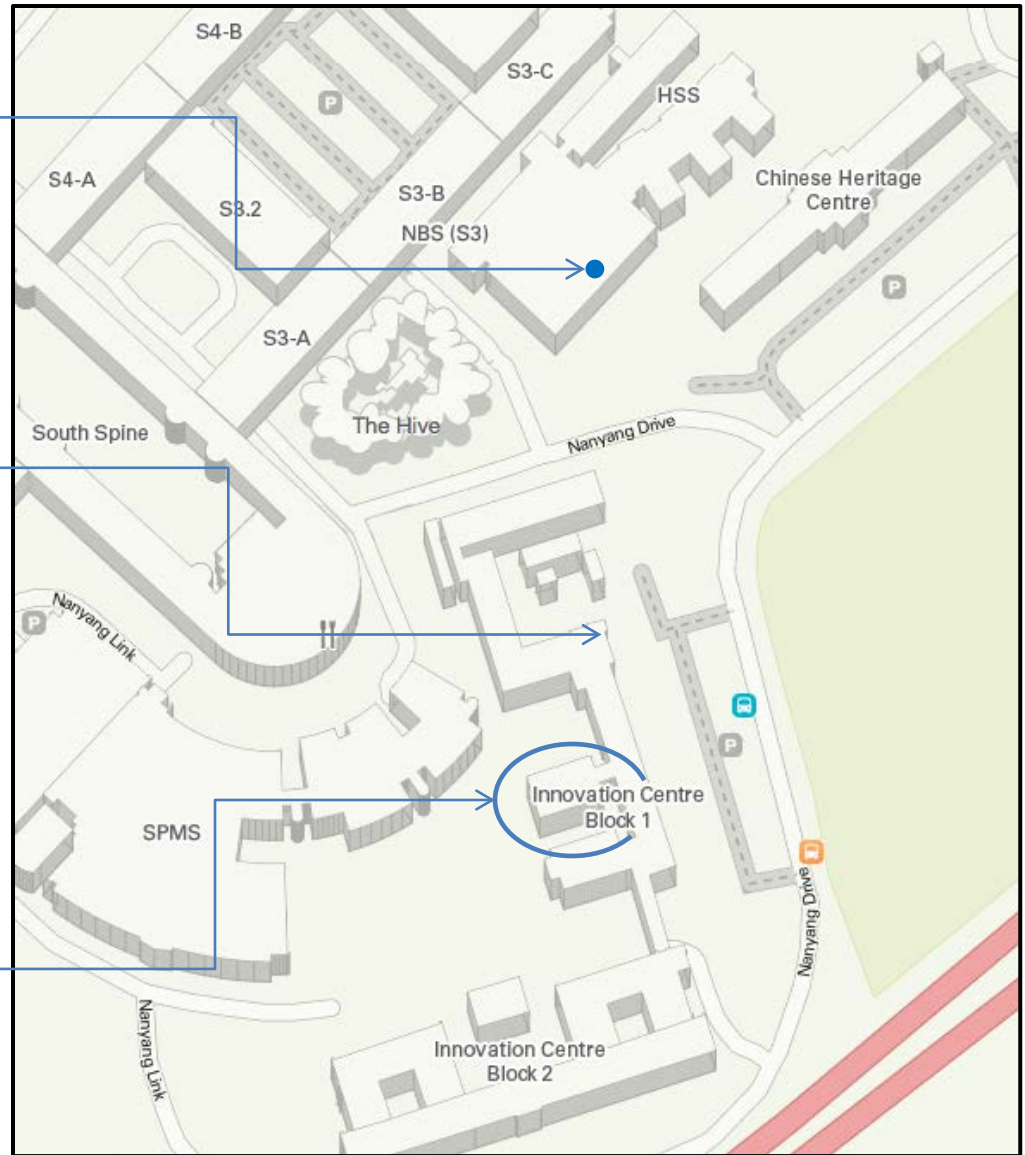 S4-B
S3-C
P
HSS
S4-A
S3-B
Chinese Heritage
Centre
S3.2
NBS (S3)
P
S3-A
The Hive
South Spine
Nanyang Drive
Nanyang Link
P
P
Innovation Centre
Block 1
SPMS
Nanyang Drive
Nanyang Link
Innovation Centre
Block 2